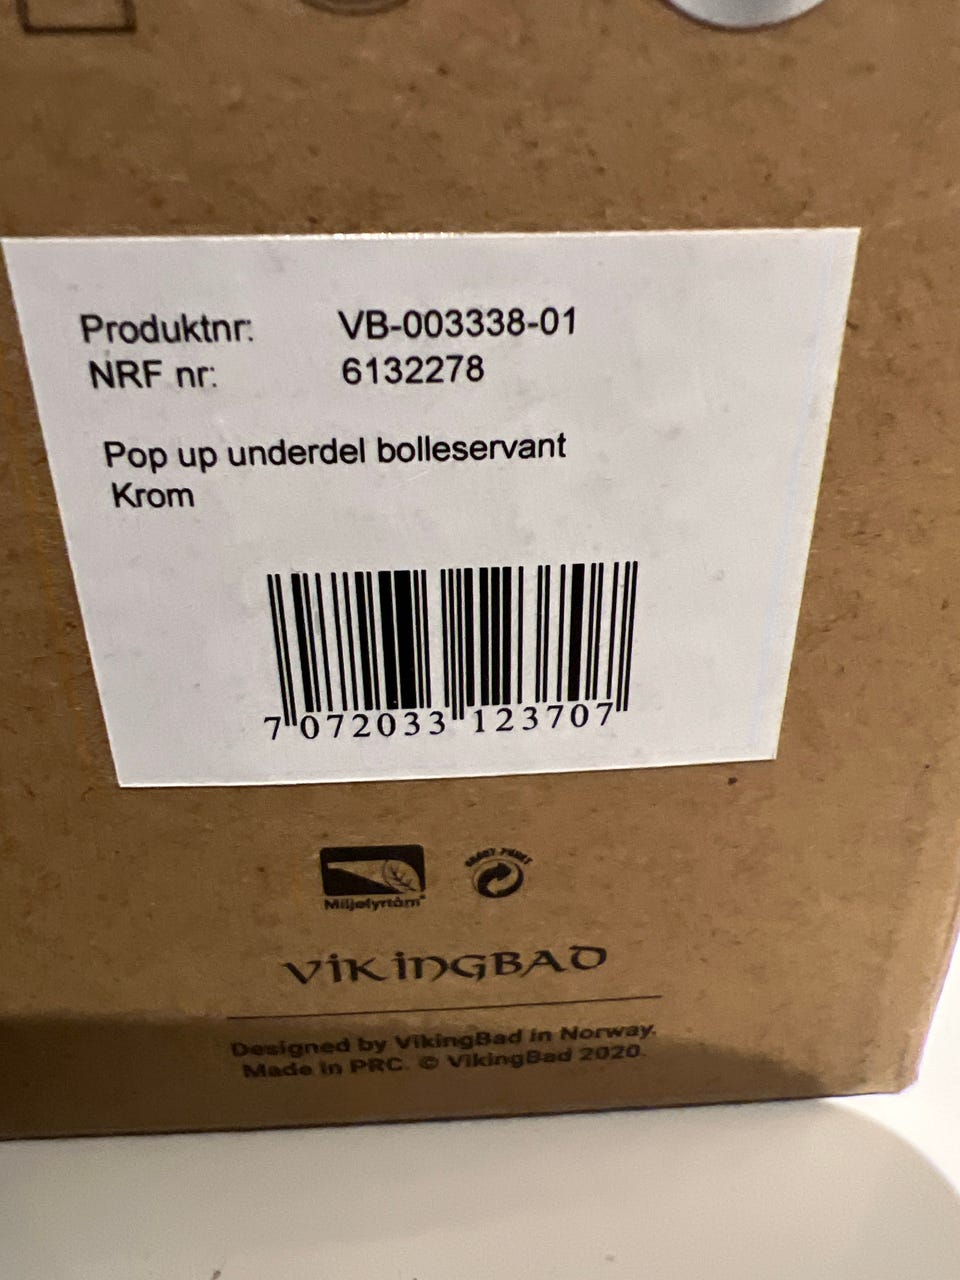 Produktnr: VB-003338-01
NRF nr: 6132278
Pop up underdel bolleservant
Krom
7 072033 123707
Miljøfyrtårn
VIKINGBAD
Designed by VikingBad in Norway.
Made in PRC. © VikingBad 2020.